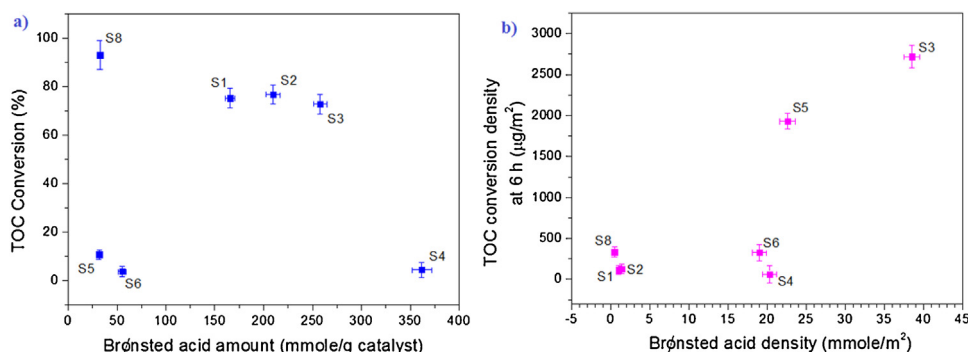 a)
TOC Conversion (%)
100
80
60
40
20
0
S8
S1
S2
S3
S5
S6
S4
0 50 100 150 200 250 300 350 400
Brønsted acid amount (mmole/g catalyst)
b)
TOC conversion density
at 6 h (μg/m²)
3000
2500
2000
1500
1000
500
0
S3
S5
S8
S1
S2
S6
S4
-5 0 5 10 15 20 25 30 35 40 45
Brønsted acid density (mmole/m²)